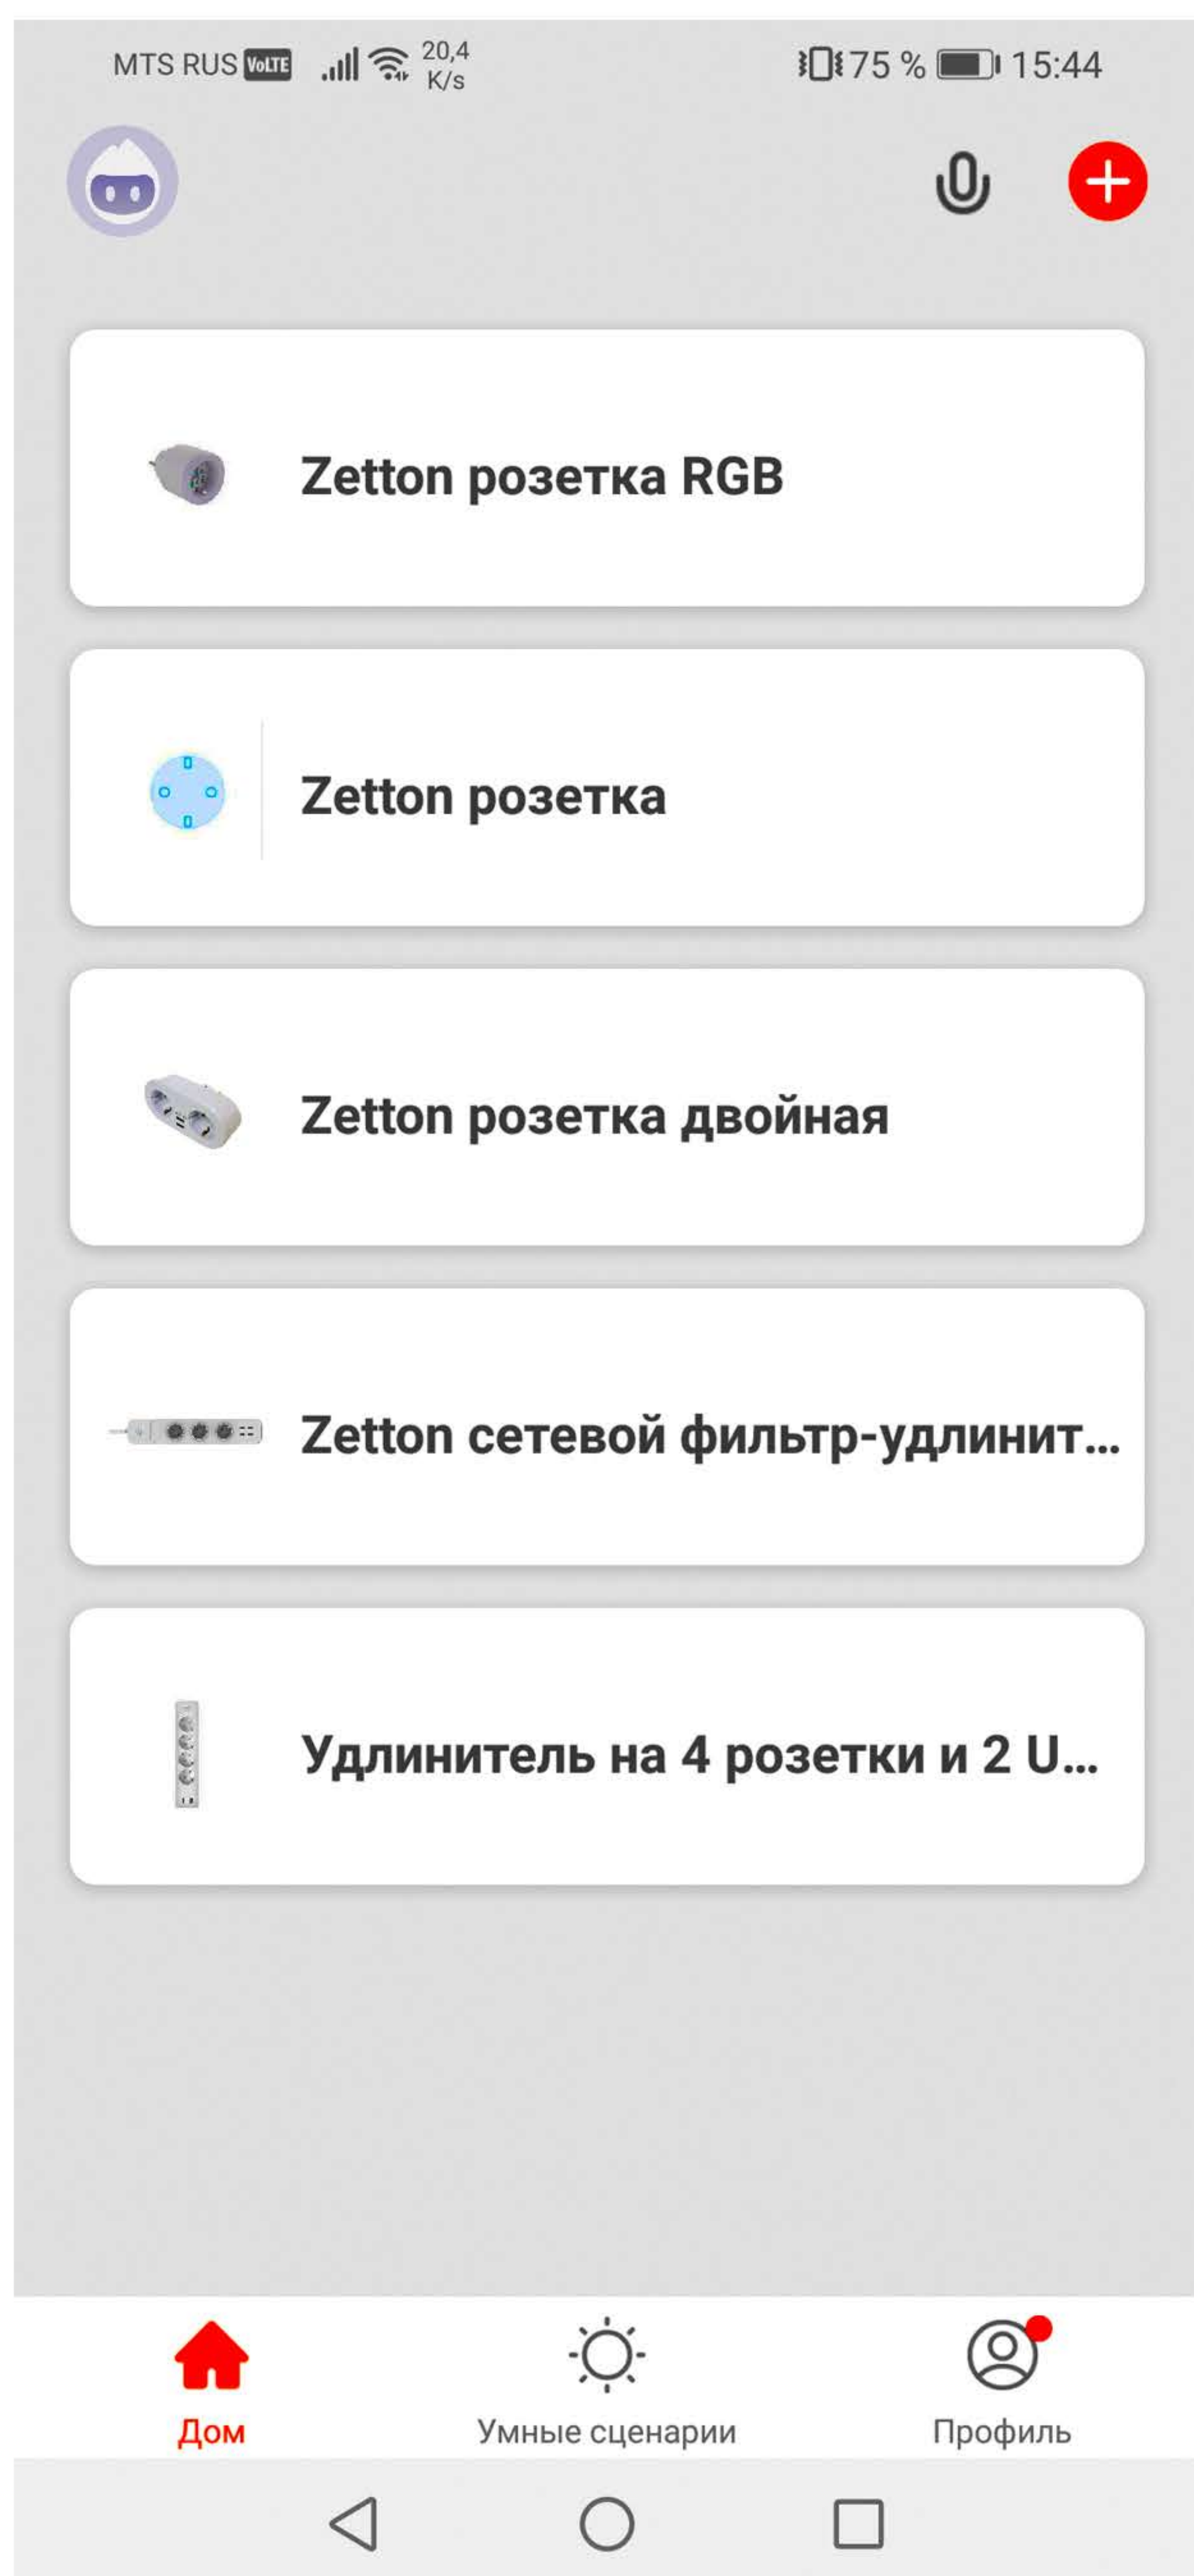 MTS RUS VoLTE 20,4 K/s 75 % 15:44
Zetton розетка RGB
Zetton розетка
Zetton розетка двойная
Zetton сетевой фильтр-удлинит...
Удлинитель на 4 розетки и 2 U...
Дом Умные сценарии Профиль